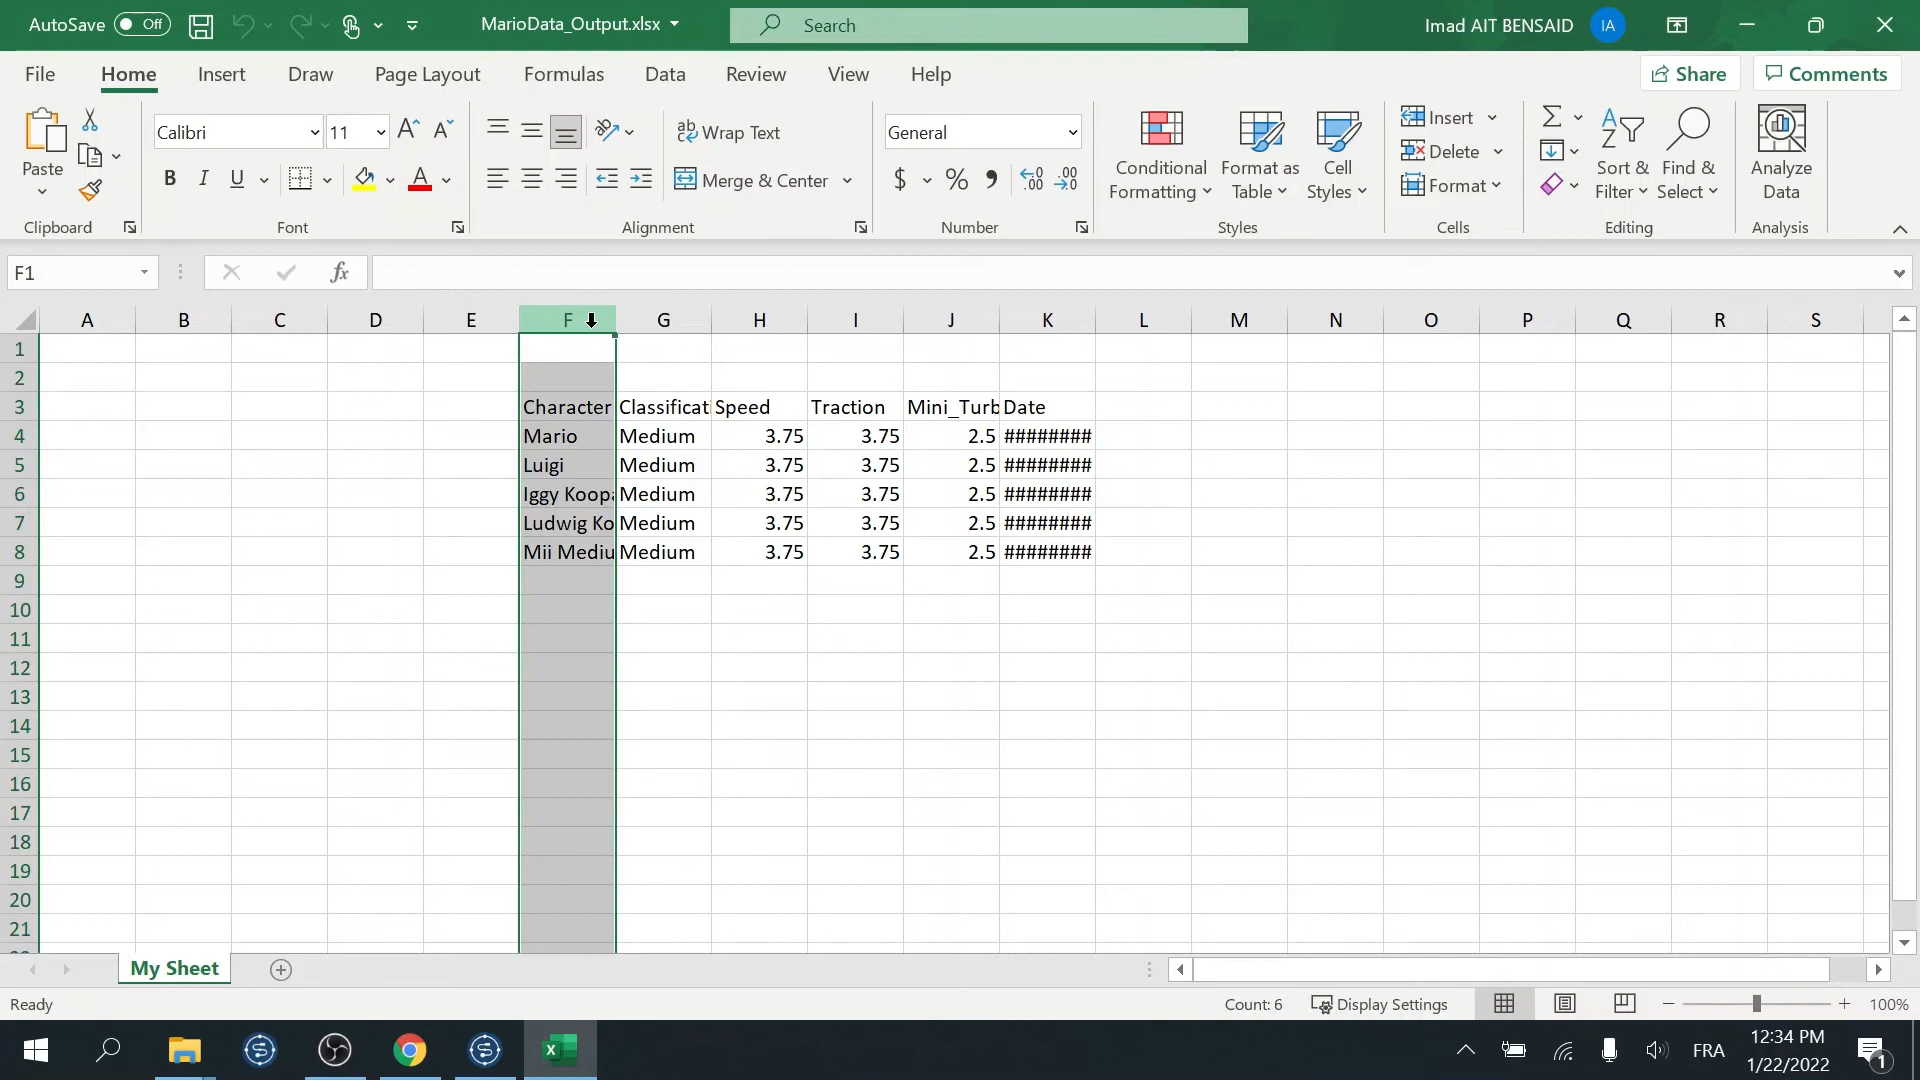 AutoSave Off MarioData_Output.xlsx Search Imad AIT BENSAID IA
File Home Insert Draw Page Layout Formulas Data Review View Help Share Comments
Paste
Calibri 11
B I U A
ab Wrap Text
Merge & Center
General
$ % .00 .00
Conditional Formatting
Format as Table
Cell Styles
Insert
Delete
Format
Sort & Filter
Find & Select
Analyze Data
Clipboard Font Alignment Number Styles Cells Editing Analysis
F1 fx
A B C D E F G H I J K L M N O P Q R S
1
2
3 Character Classificati Speed Traction Mini_Turb Date
4 Mario Medium 3.75 3.75 2.5 ########
5 Luigi Medium 3.75 3.75 2.5 ########
6 Iggy Koopa Medium 3.75 3.75 2.5 ########
7 Ludwig Ko Medium 3.75 3.75 2.5 ########
8 Mii Mediu Medium 3.75 3.75 2.5 ########
9
10
11
12
13
14
15
16
17
18
19
20
21
My Sheet
Ready Count: 6 Display Settings 100%
FRA 12:34 PM 1
1/22/2022